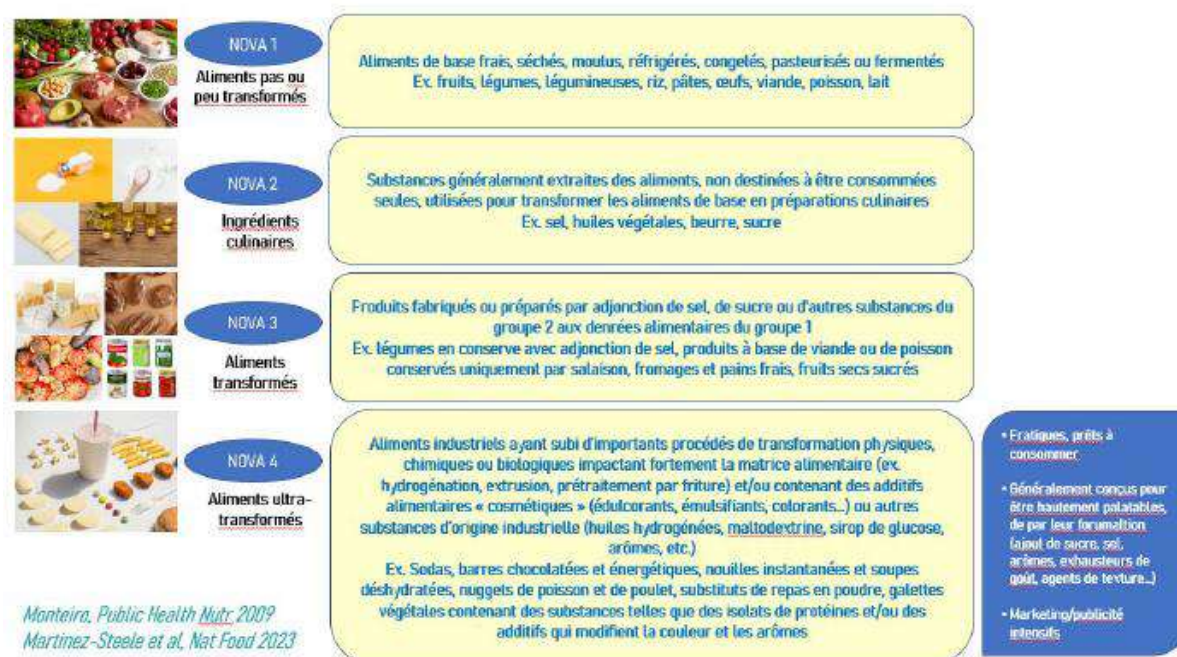 NOVA 1
Aliments pas ou
peu transformés
Aliments de base frais, séchés, moulus, réfrigérés, congelés, pasteurisés ou fermentés
Ex. fruits, légumes, légumineuses, riz, pâtes, œufs, viande, poisson, lait
NOVA 2
Ingrédients
culinaires
Substances généralement extraites des aliments, non destinées à être consommées
seules, utilisées pour transformer les aliments de base en préparations culinaires
Ex. sel, huiles végétales, beurre, sucre
NOVA 3
Aliments
transformés
Produits fabriqués ou préparés par adjonction de sel, de sucre ou d'autres substances du
groupe 2 aux denrées alimentaires du groupe 1
Ex. légumes en conserve avec adjonction de sel, produits à base de viande ou de poisson
conservés uniquement par salaison, fromages et pains frais, fruits secs sucrés
NOVA 4
Aliments ultra-
transformés
Aliments industriels ayant subi d'importants procédés de transformation physiques,
chimiques ou biologiques impactant fortement la matrice alimentaire (ex.
hydrogénation, extrusion, prétraitement par friture) et/ou contenant des additifs
alimentaires « cosmétiques » (édulcorants, émulsifiants, colorants...) ou autres
substances d'origine industrielle (huiles hydrogénées, maltodextrine, sirop de glucose,
arômes, etc.)
Ex. Sodas, barres chocolatées et énergétiques, nouilles instantanées et soupes
déshydratées, nuggets de poisson et de poulet, substituts de repas en poudre, galettes
végétales contenant des substances telles que des isolats de protéines et/ou des
additifs qui modifient la couleur et les arômes
• Pratiques, prêts à
consommer
• Généralement conçus pour
être hautement palatables,
de par leur forumaltion
(ajout de sucre, sel,
arômes, exhausteurs de
goût, agents de texture...)
• Marketing/publicité
intensifs
Monteiro, Public Health Nutr 2009
Martinez-Steele et al, Nat Food 2023